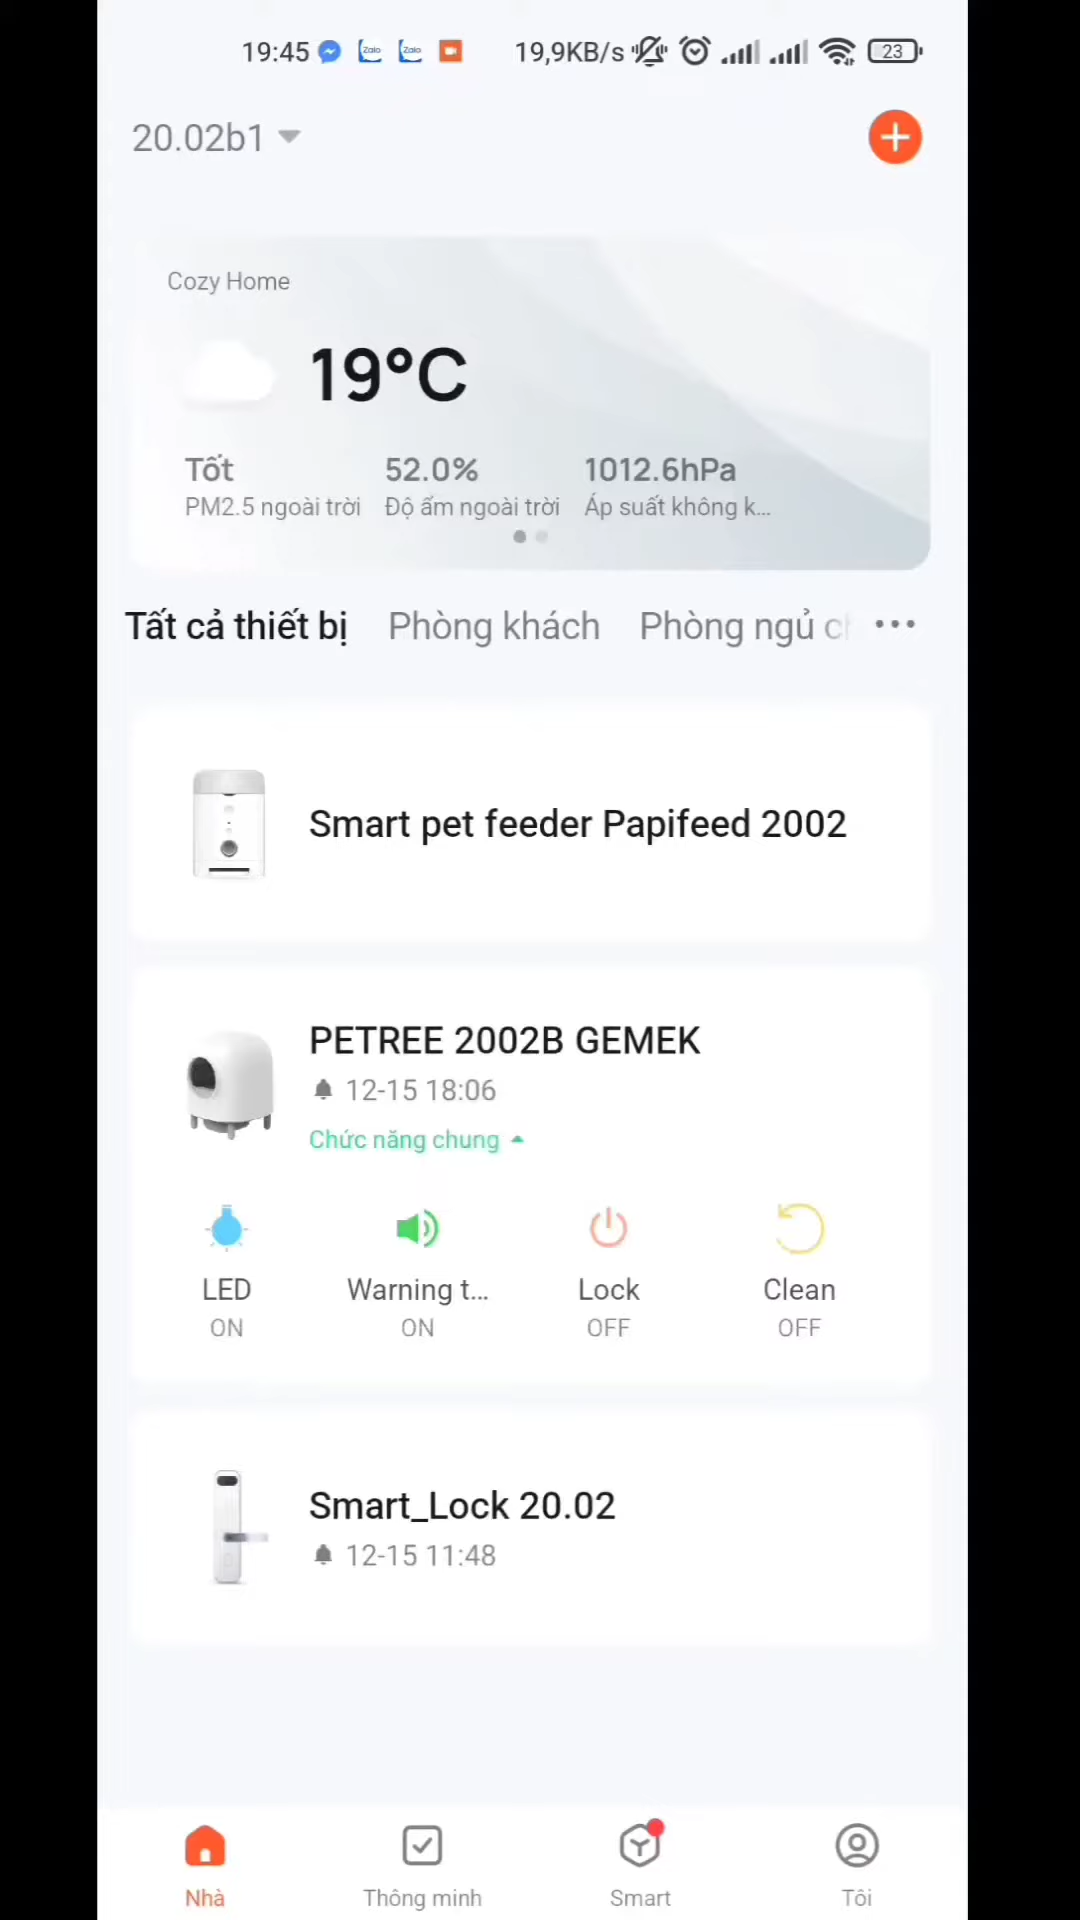 19:45 Zalo Zalo 19,9KB/s 23
20.02b1
Cozy Home
19°C
Tốt 52.0% 1012.6hPa
PM2.5 ngoài trời Độ ẩm ngoài trời Áp suất không k...
Tất cả thiết bị Phòng khách Phòng ngủ ch
Smart pet feeder Papifeed 2002
PETREE 2002B GEMEK
12-15 18:06
Chức năng chung
LED Warning t... Lock Clean
ON ON OFF OFF
Smart_Lock 20.02
12-15 11:48
Nhà Thông minh Smart Tôi